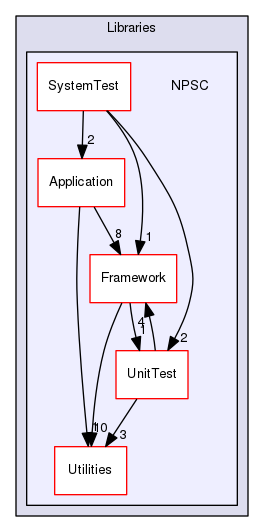 Libraries
SystemTest
NPSC
2
Application
8
1
Framework
4
1
2
UnitTest
10
3
Utilities